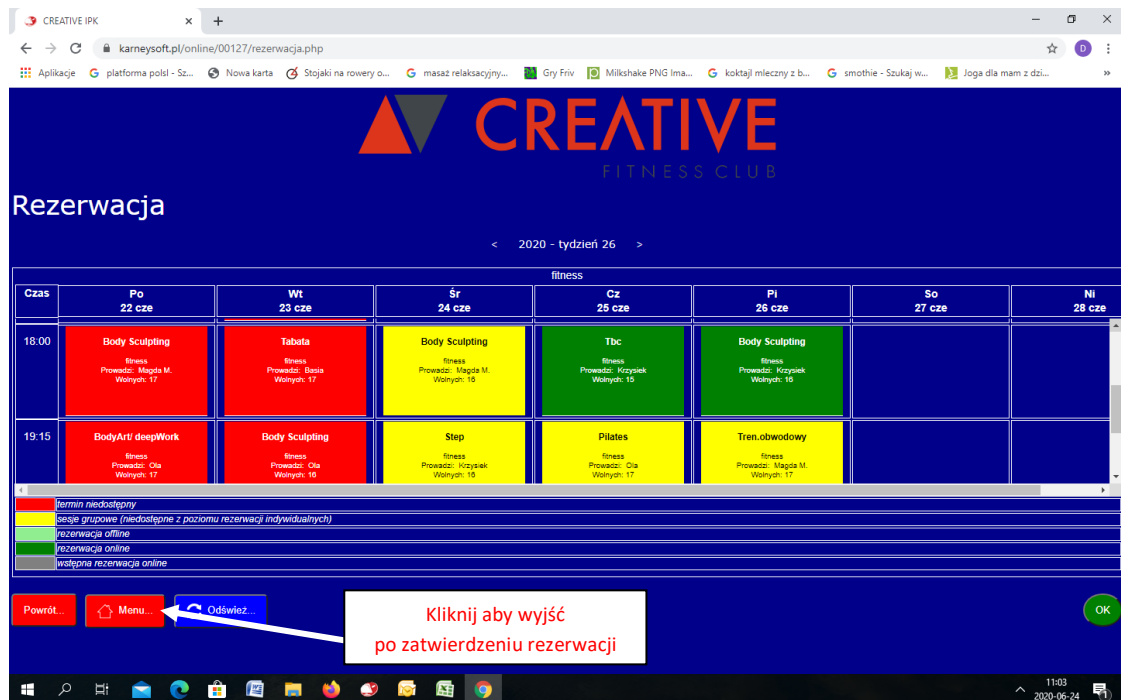 CREATIVE IPK
karneysoft.pl/online/00127/rezerwacja.php
D
Aplikacje
platforma polsl - Sz...
Nowa karta
Stojaki na rowery o...
masaż relaksacyjny...
Gry Friv
Milkshake PNG Ima...
koktajl mleczny z b...
smothie - Szukaj w...
Joga dla mam z dzi...
»
CREATIVE
FITNESS CLUB
Rezerwacja
< 2020 - tydzień 26 >
fitness
Czas
Po
22 cze
Wt
23 cze
Śr
24 cze
Cz
25 cze
Pi
26 cze
So
27 cze
Ni
28 cze
18:00
Body Sculpting
fitness
Prowadzi: Magda M.
Wolnych: 17
Tabata
fitness
Prowadzi: Basia
Wolnych: 17
Body Sculpting
fitness
Prowadzi: Magda M.
Wolnych: 16
Tbc
fitness
Prowadzi: Krzysiek
Wolnych: 15
Body Sculpting
fitness
Prowadzi: Krzysiek
Wolnych: 16
19:15
BodyArt/ deepWork
fitness
Prowadzi: Ola
Wolnych: 17
Body Sculpting
fitness
Prowadzi: Ola
Wolnych: 16
Step
fitness
Prowadzi: Krzysiek
Wolnych: 16
Pilates
fitness
Prowadzi: Ola
Wolnych: 17
Tren.obwodowy
fitness
Prowadzi: Magda M.
Wolnych: 17
termin niedostępny
sesje grupowe (niedostępne z poziomu rezerwacji indywidualnych)
rezerwacja offline
rezerwacja online
wstępna rezerwacja online
Powrót...
Menu...
Odśwież...
Kliknij aby wyjść
po zatwierdzeniu rezerwacji
OK
11:03
2020-06-24